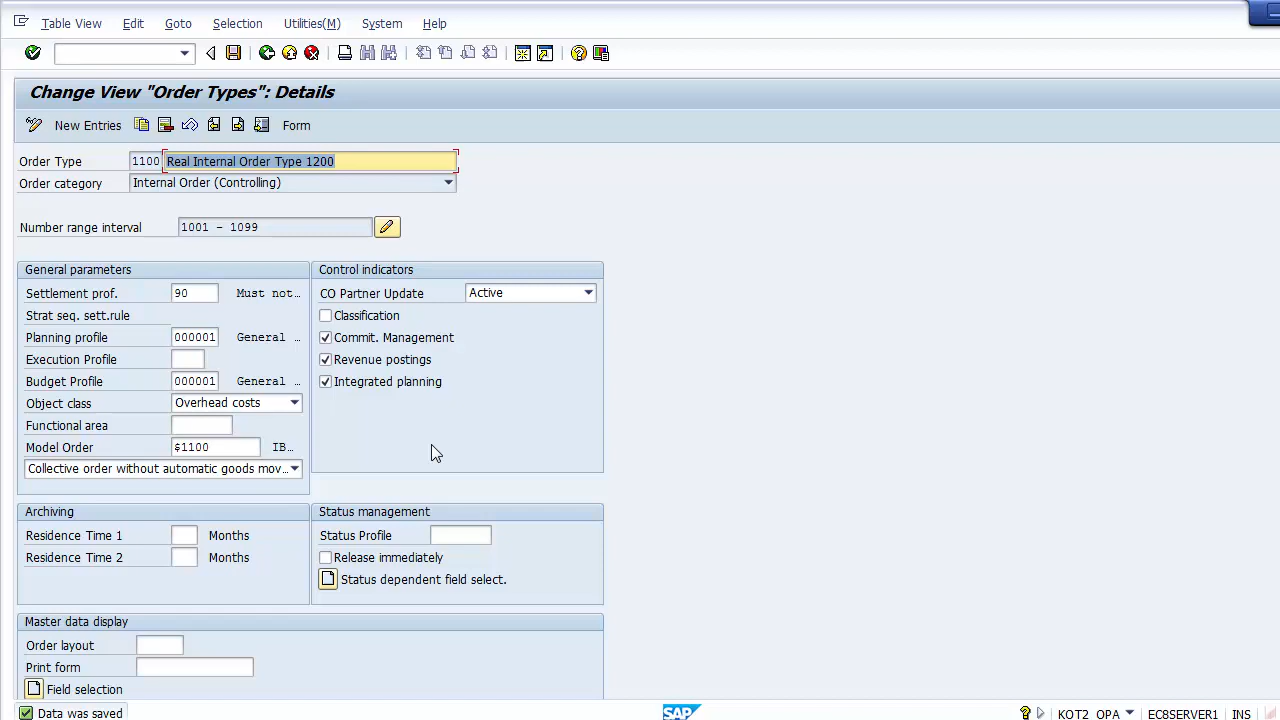 Table View Edit Goto Selection Utilities(M) System Help
Change View "Order Types": Details
New Entries Form
Order Type 1100 Real Internal Order Type 1200
Order category Internal Order (Controlling)
Number range interval 1001 - 1099
General parameters
Settlement prof. 90 Must not…
Strat seq. sett.rule
Planning profile 000001 General …
Execution Profile
Budget Profile 000001 General …
Object class Overhead costs
Functional area
Model Order $1100 IB…
Collective order without automatic goods mov…
Control indicators
CO Partner Update Active
Classification
Commit. Management
Revenue postings
Integrated planning
Archiving
Residence Time 1 Months
Residence Time 2 Months
Status management
Status Profile
Release immediately
Status dependent field select.
Master data display
Order layout
Print form
Field selection
Data was saved SAP KOT2 OPA EC8SERVER1 INS